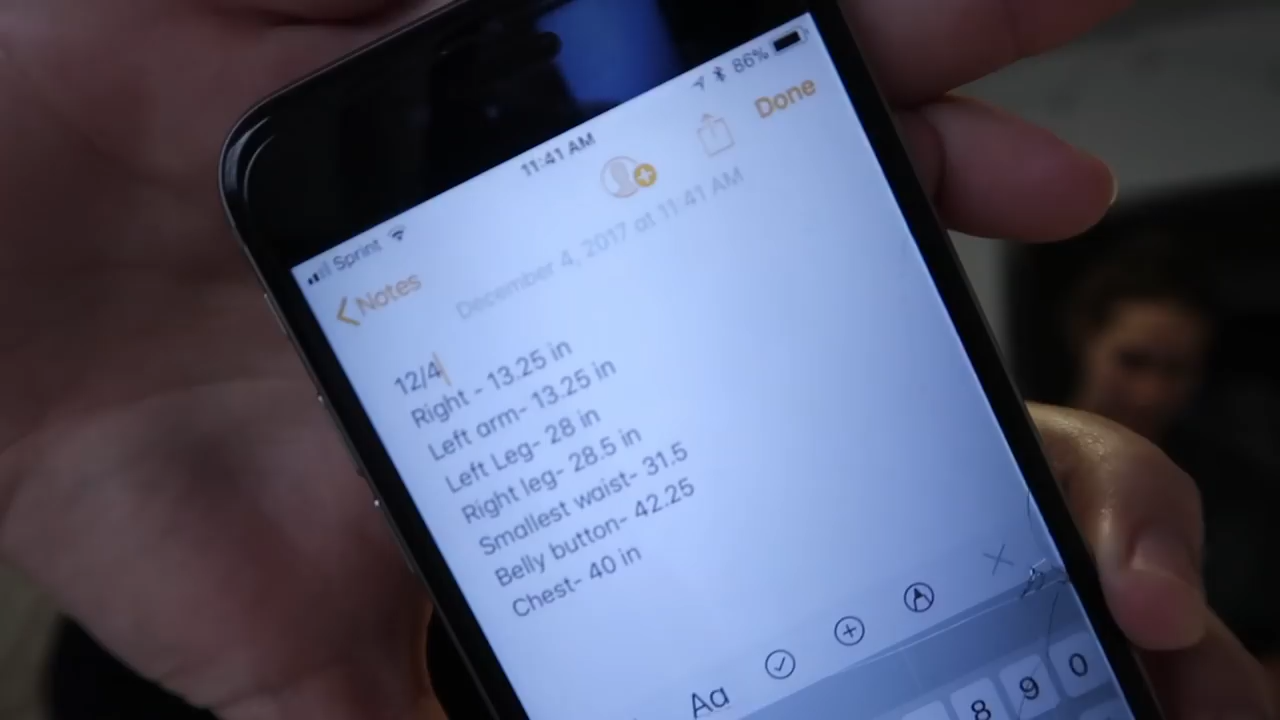 Sprint 11:41 AM 86%
Notes Done
December 4, 2017 at 11:41 AM
12/4
Right - 13.25 in
Left arm- 13.25 in
Left Leg- 28 in
Right leg- 28.5 in
Smallest waist- 31.5
Belly button- 42.25
Chest- 40 in
Aa
8 9 0